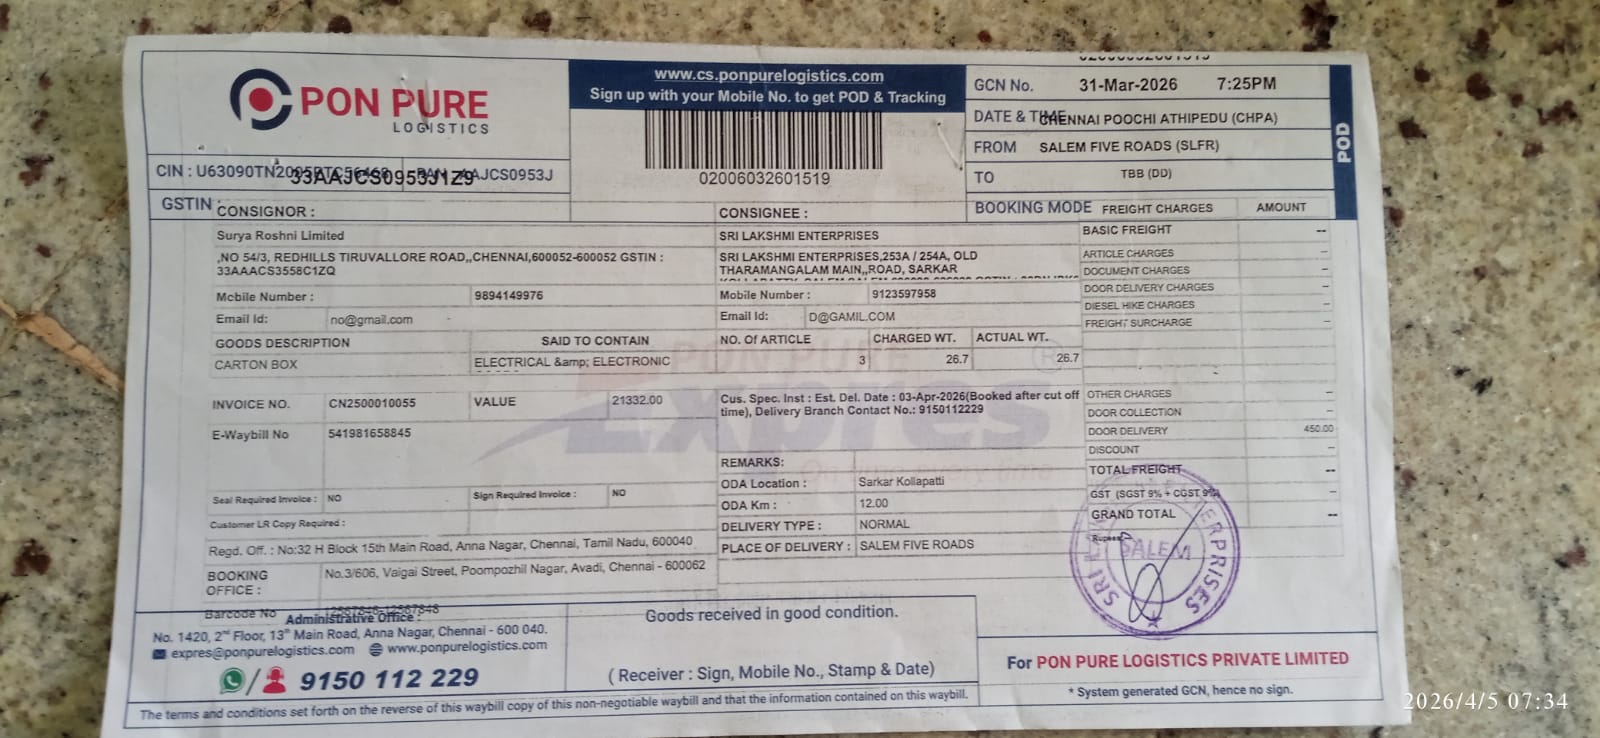 PON PURE
LOGISTICS
www.cs.ponpurelogistics.com
Sign up with your Mobile No. to get POD & Tracking
02006032601519
GCN No. 31-Mar-2026 7:25PM
DATE & TIME CHENNAI POOCHI ATHIPEDU (CHPA)
FROM SALEM FIVE ROADS (SLFR)
TO TBB (DD)
POD
CIN : AAJCS0953J
33AAJCS0953J1Z9
GSTIN
BOOKING MODE FREIGHT CHARGES AMOUNT
CONSIGNOR : CONSIGNEE :
BASIC FREIGHT --
Surya Roshni Limited SRI LAKSHMI ENTERPRISES
,NO 54/3, REDHILLS TIRUVALLORE ROAD,,CHENNAI,600052-600052 GSTIN :
33AAACS3558C1ZQ
SRI LAKSHMI ENTERPRISES,253A / 254A, OLD
THARAMANGALAM MAIN,,ROAD, SARKAR
ARTICLE CHARGES --
DOCUMENT CHARGES --
DOOR DELIVERY CHARGES --
DIESEL HIKE CHARGES --
FREIGHT SURCHARGE --
Mobile Number : 9894149976 Mobile Number : 9123597958
Email Id: no@gmail.com Email Id: D@GAMIL.COM
GOODS DESCRIPTION SAID TO CONTAIN NO. Of ARTICLE CHARGED WT. ACTUAL WT.
CARTON BOX ELECTRICAL &amp; ELECTRONIC 3 26.7 26.7
PON PURE
Expres
INVOICE NO. CN2500010055 VALUE 21332.00
Cus. Spec. Inst : Est. Del. Date : 03-Apr-2026(Booked after cut off
time), Delivery Branch Contact No.: 9150112229
OTHER CHARGES --
DOOR COLLECTION --
DOOR DELIVERY 450.00
DISCOUNT --
TOTAL FREIGHT --
GST (SGST 9% + CGST 9%) --
GRAND TOTAL --
Rupees
E-Waybill No 541981658845
REMARKS:
ODA Location : Sarkar Kollapatti
ODA Km : 12.00
DELIVERY TYPE : NORMAL
PLACE OF DELIVERY : SALEM FIVE ROADS
Seal Required Invoice : NO Sign Required Invoice : NO
Customer LR Copy Required :
Regd. Off. : No:32 H Block 15th Main Road, Anna Nagar, Chennai, Tamil Nadu, 600040
BOOKING
OFFICE :
No.3/606, Vaigai Street, Poompozhil Nagar, Avadi, Chennai - 600062
Barcode No 12567846-12567848
Administrative Office :
No. 1420, 2nd Floor, 13th Main Road, Anna Nagar, Chennai - 600 040.
expres@ponpurelogistics.com www.ponpurelogistics.com
9150 112 229
Goods received in good condition.
( Receiver : Sign, Mobile No., Stamp & Date)
SALEM
For PON PURE LOGISTICS PRIVATE LIMITED
* System generated GCN, hence no sign.
The terms and conditions set forth on the reverse of this waybill copy of this non-negotiable waybill and that the information contained on this waybill.
2026/4/5 07:34